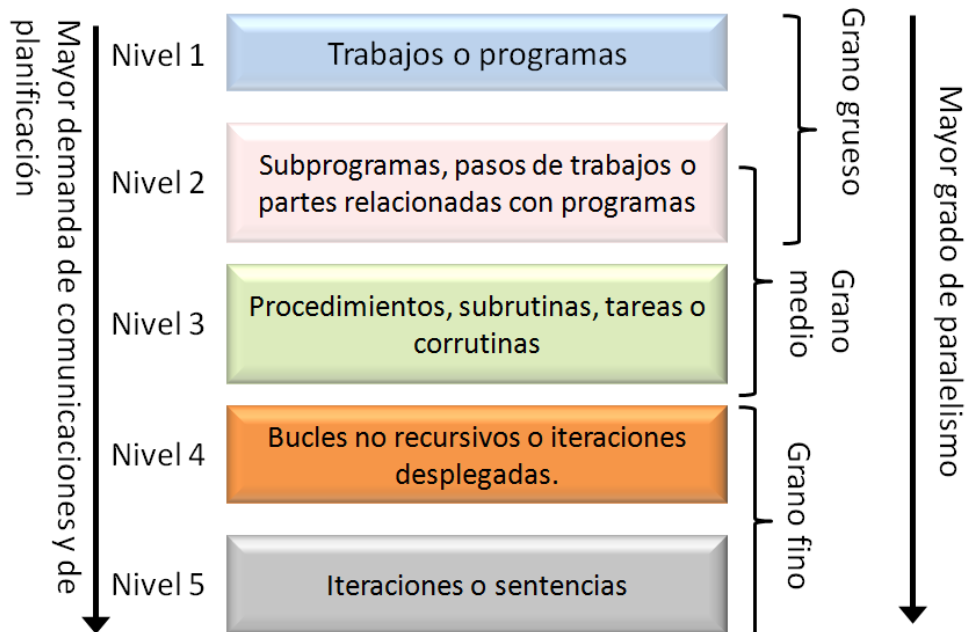 Mayor demanda de comunicaciones y de
planificación
Nivel 1
Trabajos o programas
Nivel 2
Subprogramas, pasos de trabajos o
partes relacionadas con programas
Nivel 3
Procedimientos, subrutinas, tareas o
corrutinas
Nivel 4
Bucles no recursivos o iteraciones
desplegadas.
Nivel 5
Iteraciones o sentencias
Grano grueso
Grano
medio
Grano fino
Mayor grado de paralelismo